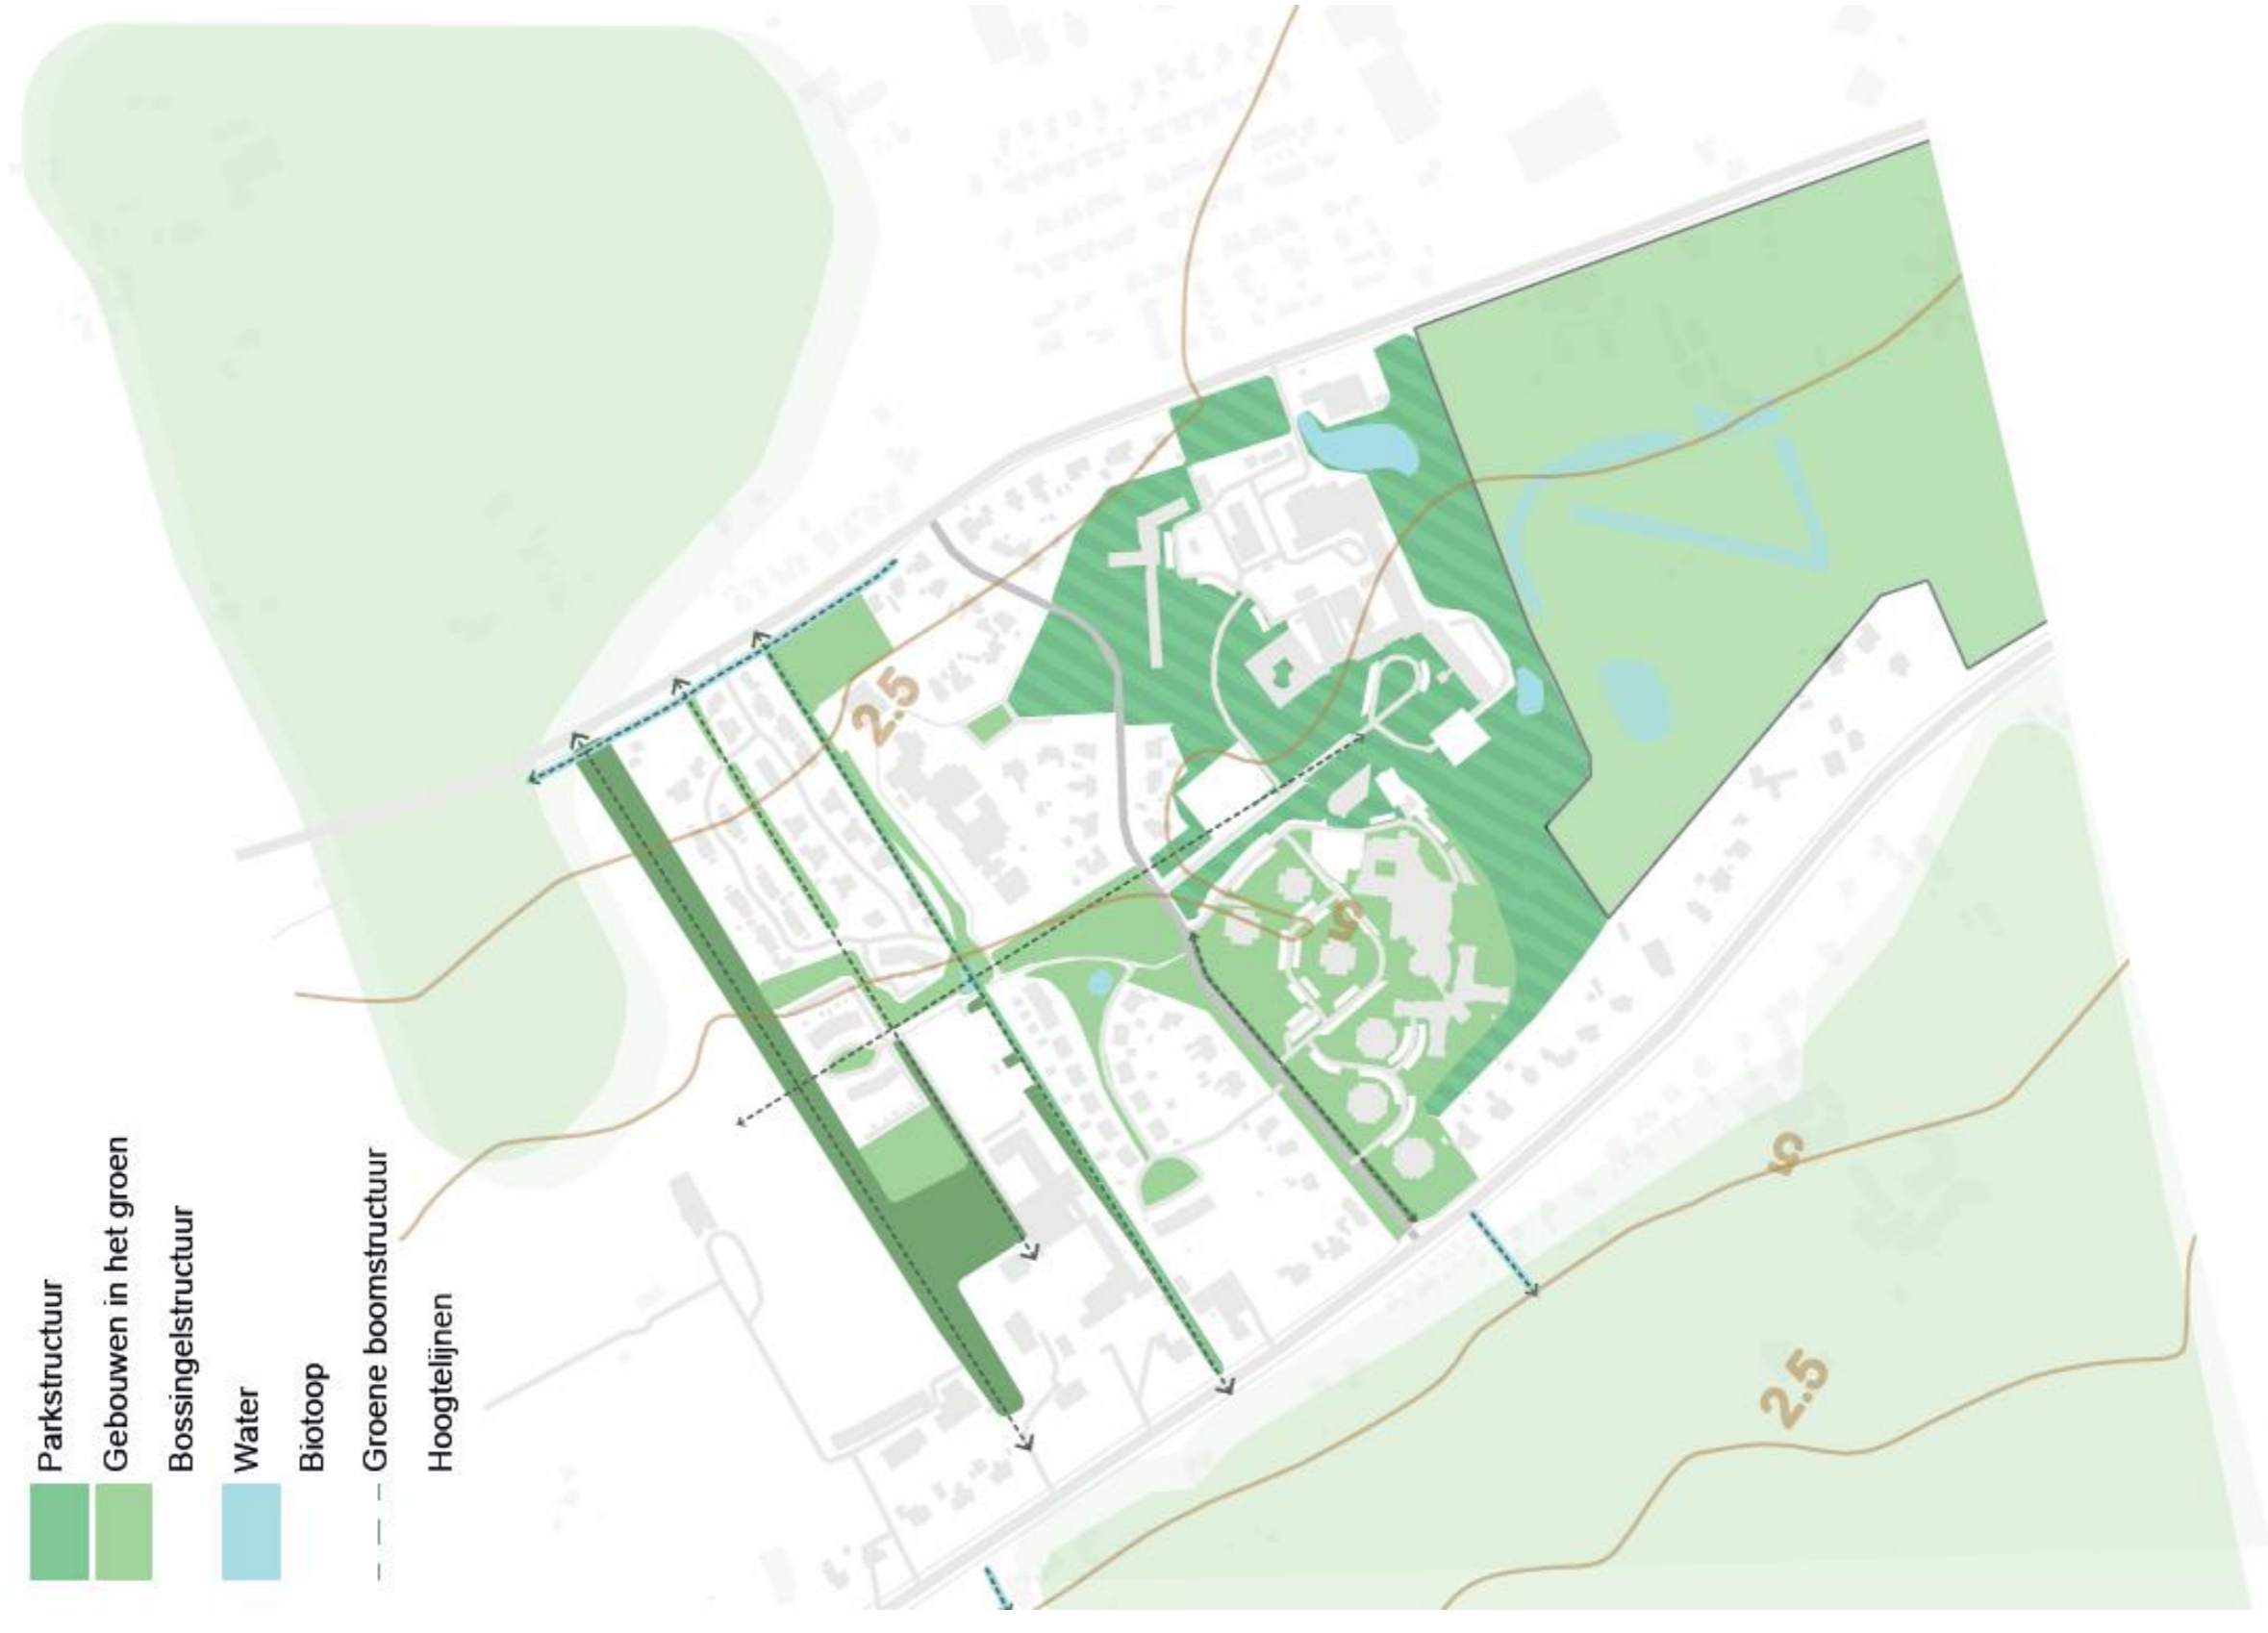 Parkstructuur
Gebouwen in het groen
Bossingelstructuur
Water
Biotoop
Groene boomstructuur
Hoogtelijnen
2.5
5
5
2.5